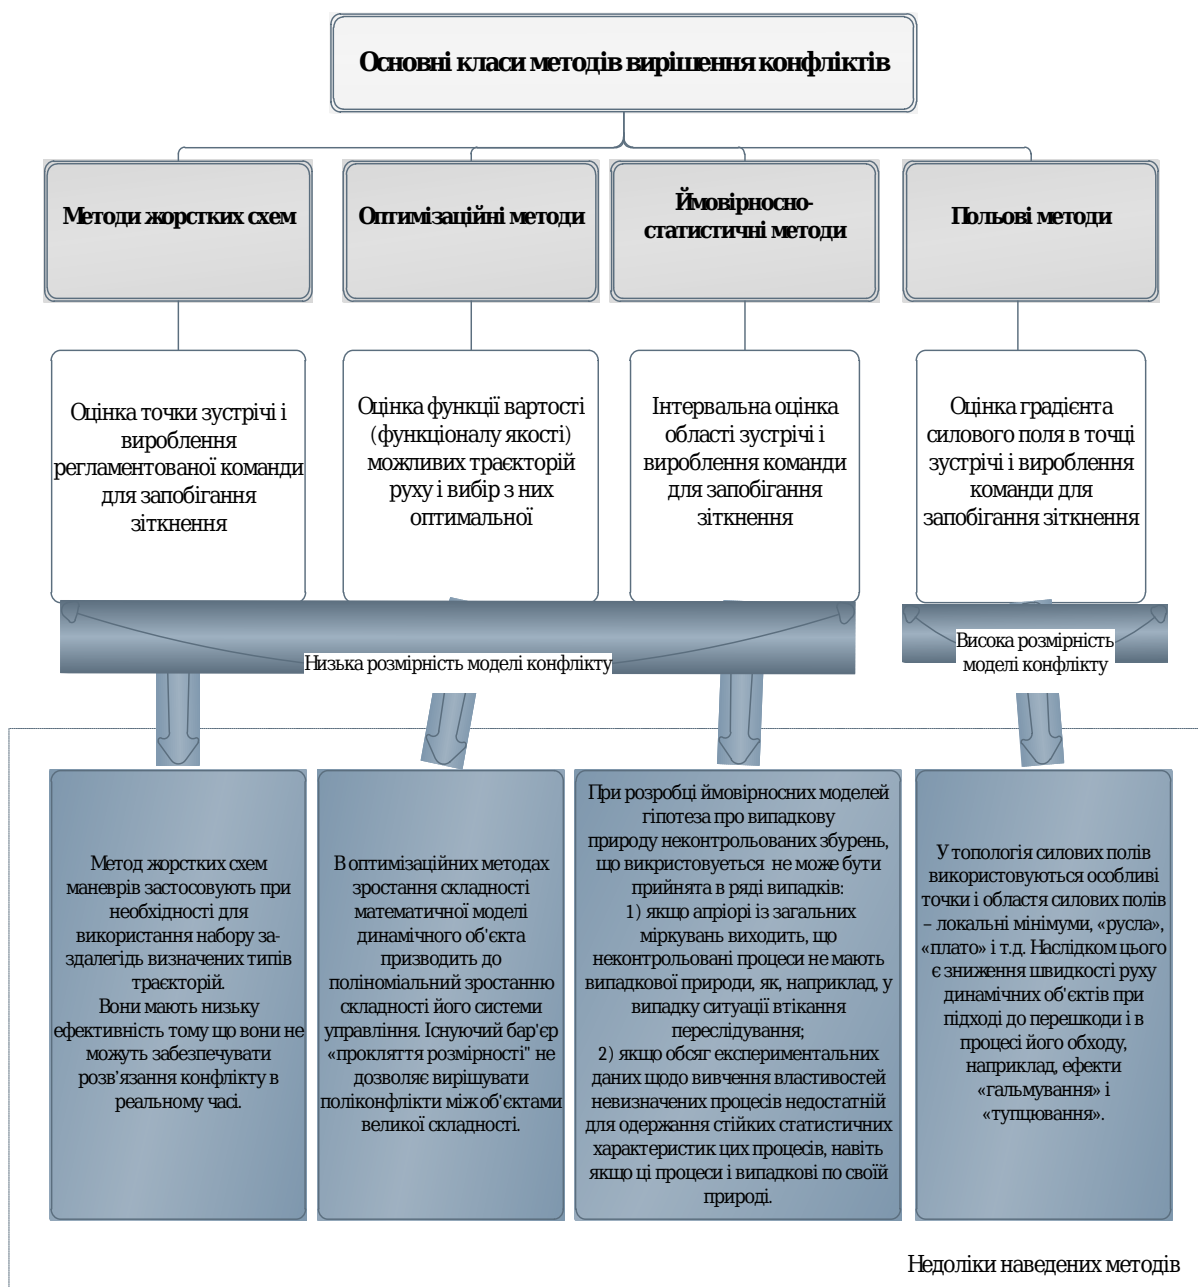 Основні класи методів вирішення конфліктів
Методи жорстких схем
Оптимізаційні методи
Ймовірносно-
статистичні методи
Польові методи
Оцінка точки зустрічі і
вироблення
регламентованої команди
для запобігання
зіткнення
Оцінка функції вартості
(функціоналу якості)
можливих траєкторій
руху і вибір з них
оптимальної
Інтервальна оцінка
області зустрічі і
вироблення команди
для запобігання
зіткнення
Оцінка градієнта
силового поля в точці
зустрічі і вироблення
команди для
запобігання зіткнення
Низька розмірність моделі конфлікту
Висока розмірність
моделі конфлікту
Метод жорстких схем
маневрів застосовують при
необхідності для
використання набору за-
здалегідь визначених типів
траєкторій.
Вони мають низьку
ефективність тому що вони не
можуть забезпечувати
розв'язання конфлікту в
реальному часі.
В оптимізаційних методах
зростання складності
математичної моделі
динамічного об'єкта
призводить до
поліноміальний зростанню
складності його системи
управління. Існуючий бар'єр
«прокляття розмірності" не
дозволяє вирішувати
поліконфлікти між об'єктами
великої складності.
При розробці ймовірносних моделей
гіпотеза про випадкову
природу неконтрольованих збурень,
що викристовуеться не може бути
прийнята в ряді випадків:
1) якщо апріорі із загальних
міркувань виходить, що
неконтрольовані процеси не мають
випадкової природи, як, наприклад, у
випадку ситуації втікання
переслідування;
2) якщо обсяг експериментальних
даних щодо вивчення властивостей
невизначених процесів недостатній
для одержання стійких статистичних
характеристик цих процесів, навіть
якщо ці процеси і випадкові по своїй
природі.
У топологія силових полів
використовуються особливі
точки і областя силових полів
– локальні мінімуми, «русла»,
«плато» і т.д. Наслідком цього
є зниження швидкості руху
динамічних об'єктів при
підході до перешкоди і в
процесі його обходу,
наприклад, ефекти
«гальмування» і
«тупцювання».
Недоліки наведених методів